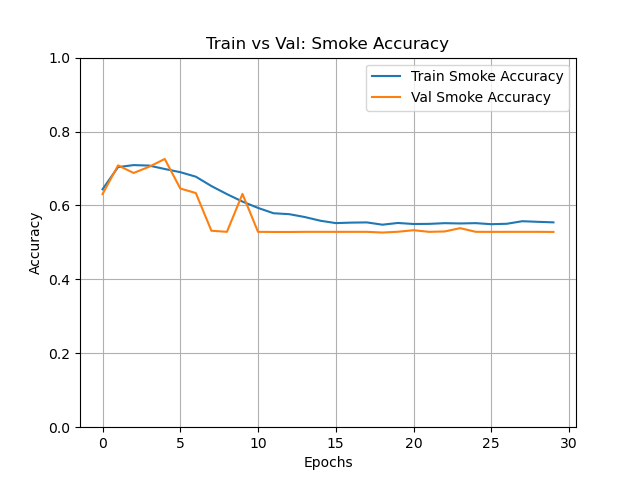 Train vs Val: Smoke Accuracy
Train Smoke Accuracy
Val Smoke Accuracy
1.0
0.8
0.6
0.4
0.2
0.0
Accuracy
0 5 10 15 20 25 30
Epochs